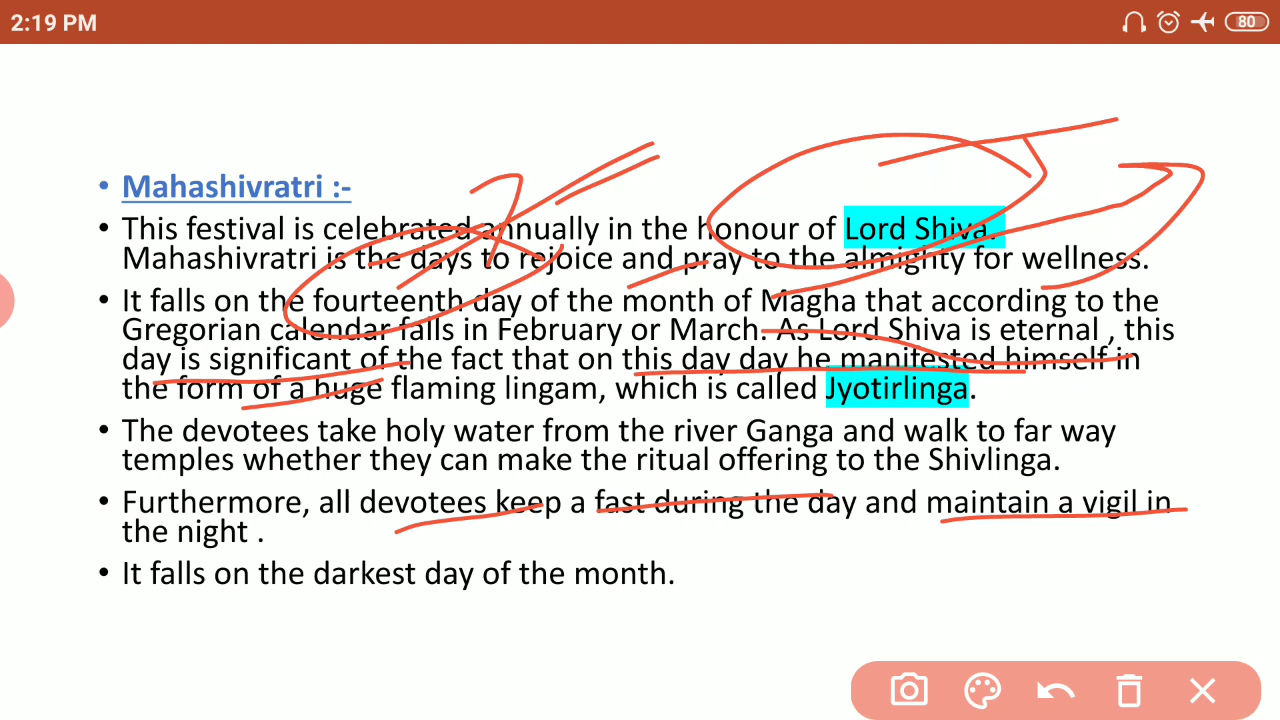 2:19 PM
80
• Mahashivratri :-
• This festival is celebrated annually in the honour of Lord Shiva.
Mahashivratri is the days to rejoice and pray to the almighty for wellness.
• It falls on the fourteenth day of the month of Magha that according to the
Gregorian calendar falls in February or March. As Lord Shiva is eternal , this
day is significant of the fact that on this day day he manifested himself in
the form of a huge flaming lingam, which is called Jyotirlinga.
• The devotees take holy water from the river Ganga and walk to far way
temples whether they can make the ritual offering to the Shivlinga.
• Furthermore, all devotees keep a fast during the day and maintain a vigil in
the night .
• It falls on the darkest day of the month.